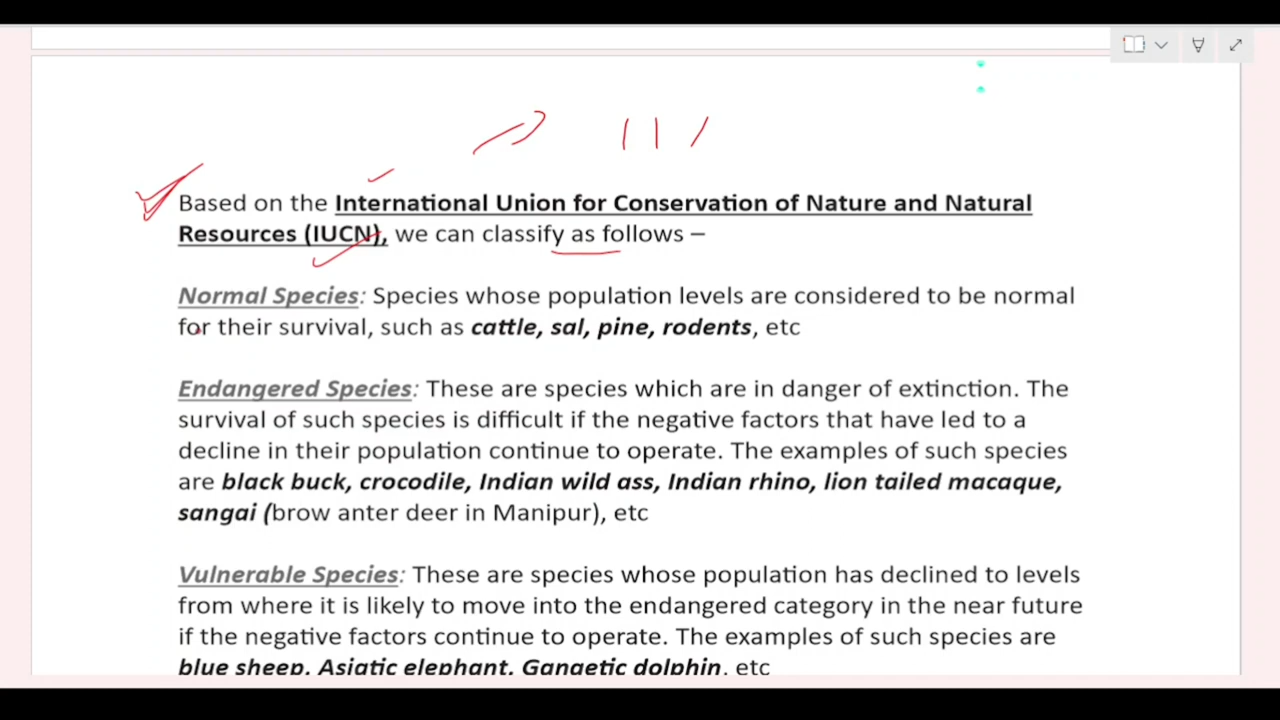 Based on the International Union for Conservation of Nature and Natural
Resources (IUCN), we can classify as follows –
Normal Species: Species whose population levels are considered to be normal
for their survival, such as cattle, sal, pine, rodents, etc
Endangered Species: These are species which are in danger of extinction. The
survival of such species is difficult if the negative factors that have led to a
decline in their population continue to operate. The examples of such species
are black buck, crocodile, Indian wild ass, Indian rhino, lion tailed macaque,
sangai (brow anter deer in Manipur), etc
Vulnerable Species: These are species whose population has declined to levels
from where it is likely to move into the endangered category in the near future
if the negative factors continue to operate. The examples of such species are
blue sheep, Asiatic elephant, Gangetic dolphin, etc